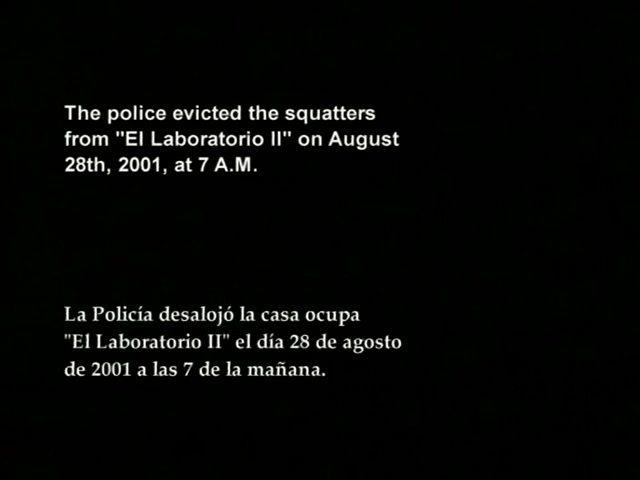 The police evicted the squatters
from "El Laboratorio II" on August
28th, 2001, at 7 A.M.
La Policía desalojó la casa ocupa
"El Laboratorio II" el día 28 de agosto
de 2001 a las 7 de la mañana.